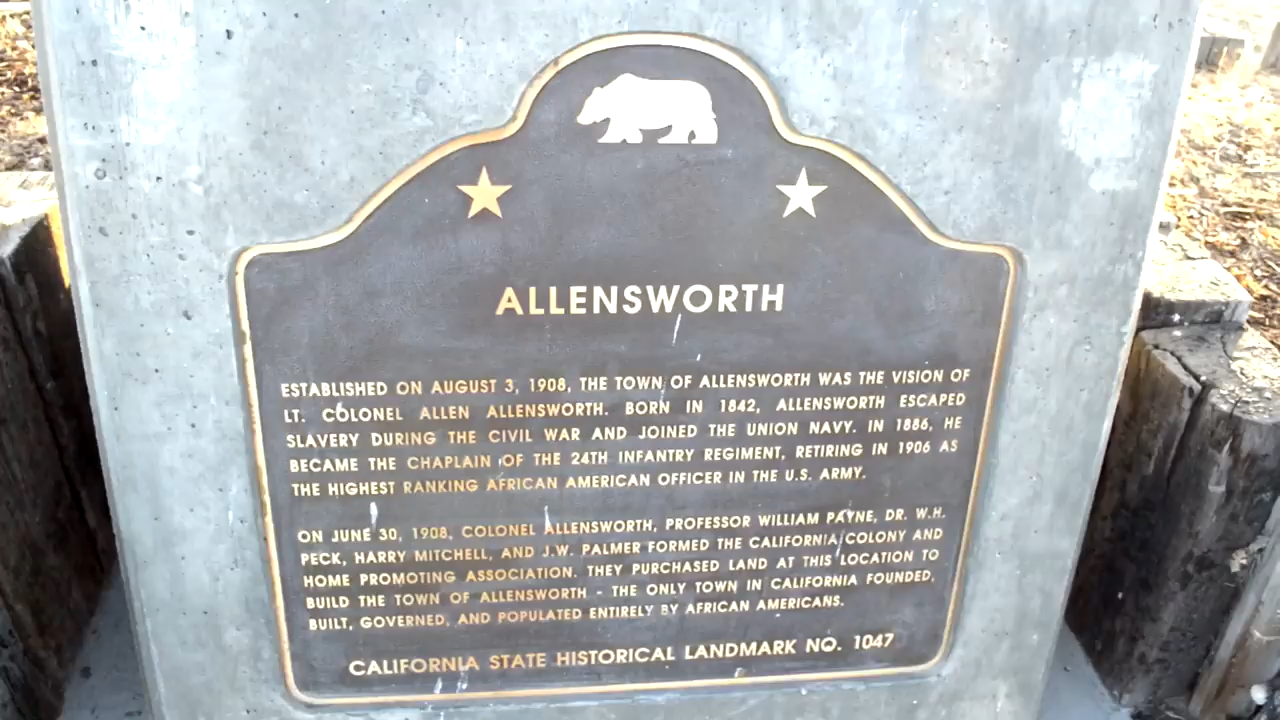 ALLENSWORTH
ESTABLISHED ON AUGUST 3, 1908, THE TOWN OF ALLENSWORTH WAS THE VISION OF
LT. COLONEL ALLEN ALLENSWORTH. BORN IN 1842, ALLENSWORTH ESCAPED
SLAVERY DURING THE CIVIL WAR AND JOINED THE UNION NAVY. IN 1886, HE
BECAME THE CHAPLAIN OF THE 24TH INFANTRY REGIMENT, RETIRING IN 1906 AS
THE HIGHEST RANKING AFRICAN AMERICAN OFFICER IN THE U.S. ARMY.
ON JUNE 30, 1908, COLONEL ALLENSWORTH, PROFESSOR WILLIAM PAYNE, DR. W.H.
PECK, HARRY MITCHELL, AND J.W. PALMER FORMED THE CALIFORNIA COLONY AND
HOME PROMOTING ASSOCIATION. THEY PURCHASED LAND AT THIS LOCATION TO
BUILD THE TOWN OF ALLENSWORTH - THE ONLY TOWN IN CALIFORNIA FOUNDED,
BUILT, GOVERNED, AND POPULATED ENTIRELY BY AFRICAN AMERICANS.
CALIFORNIA STATE HISTORICAL LANDMARK NO. 1047